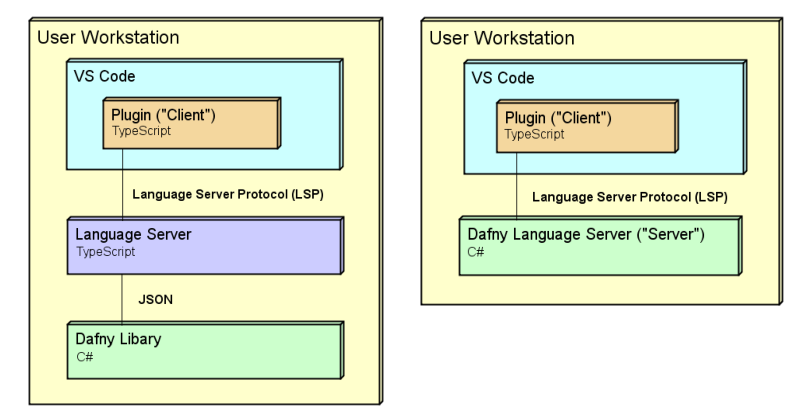 User Workstation
VS Code
Plugin ("Client")
TypeScript
Language Server Protocol (LSP)
Language Server
TypeScript
JSON
Dafny Libary
C#
User Workstation
VS Code
Plugin ("Client")
TypeScript
Language Server Protocol (LSP)
Dafny Language Server ("Server")
C#